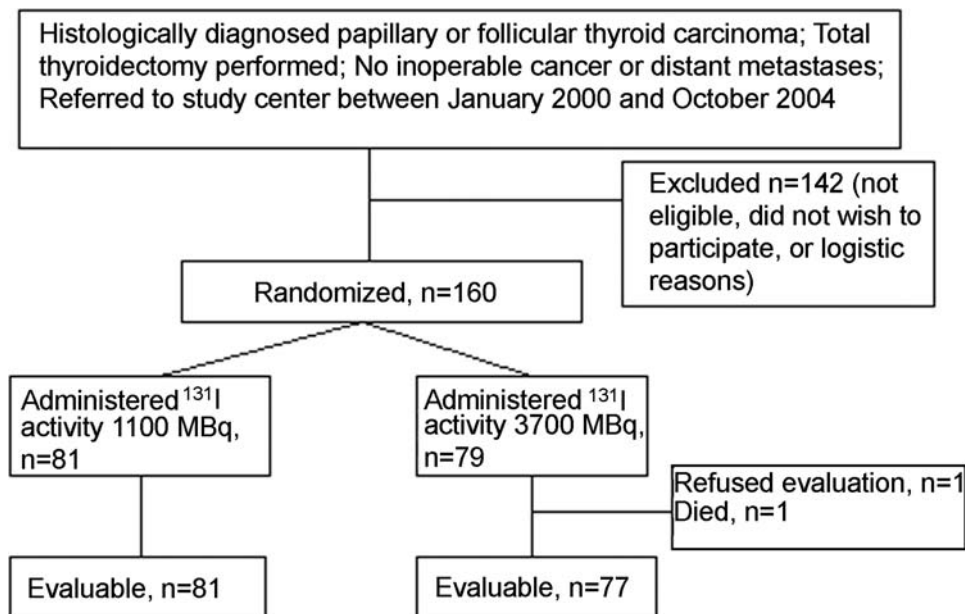 Histologically diagnosed papillary or follicular thyroid carcinoma; Total
thyroidectomy performed; No inoperable cancer or distant metastases;
Referred to study center between January 2000 and October 2004
Excluded n=142 (not
eligible, did not wish to
participate, or logistic
reasons)
Randomized, n=160
Administered ¹³¹I
activity 1100 MBq,
n=81
Administered ¹³¹I
activity 3700 MBq,
n=79
Refused evaluation, n=1
Died, n=1
Evaluable, n=81
Evaluable, n=77